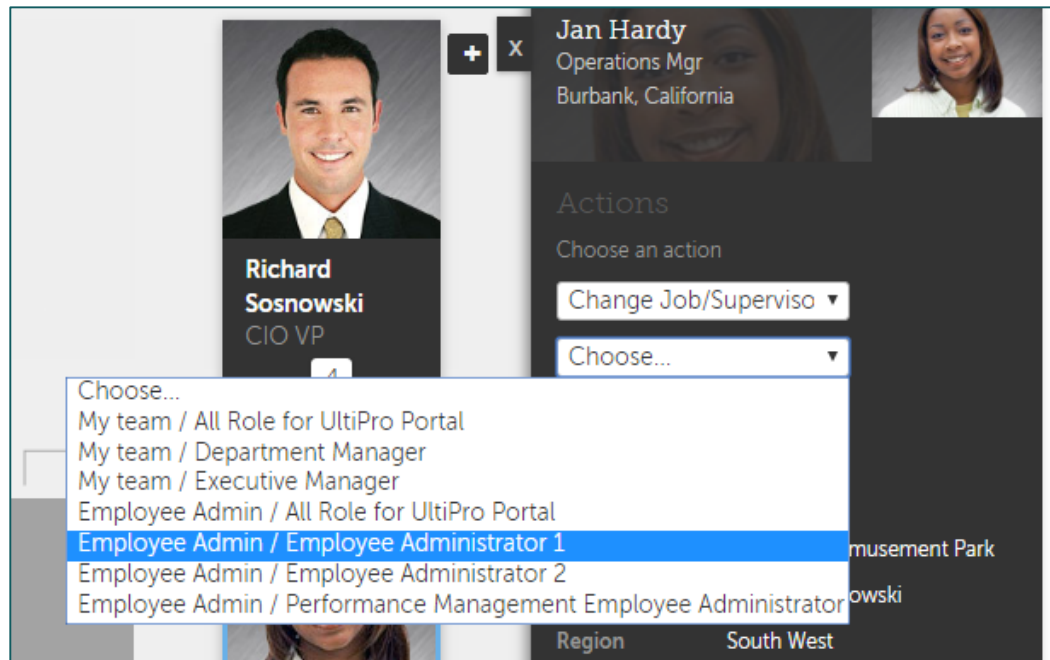 +
X
Jan Hardy
Operations Mgr
Burbank, California
Richard
Sosnowski
CIO VP
4
Actions
Choose an action
Change Job/Superviso
Choose...
Choose...
My team / All Role for UltiPro Portal
My team / Department Manager
My team / Executive Manager
Employee Admin / All Role for UltiPro Portal
Employee Admin / Employee Administrator 1
Employee Admin / Employee Administrator 2
Employee Admin / Performance Management Employee Administrator
musement Park
owski
Region South West